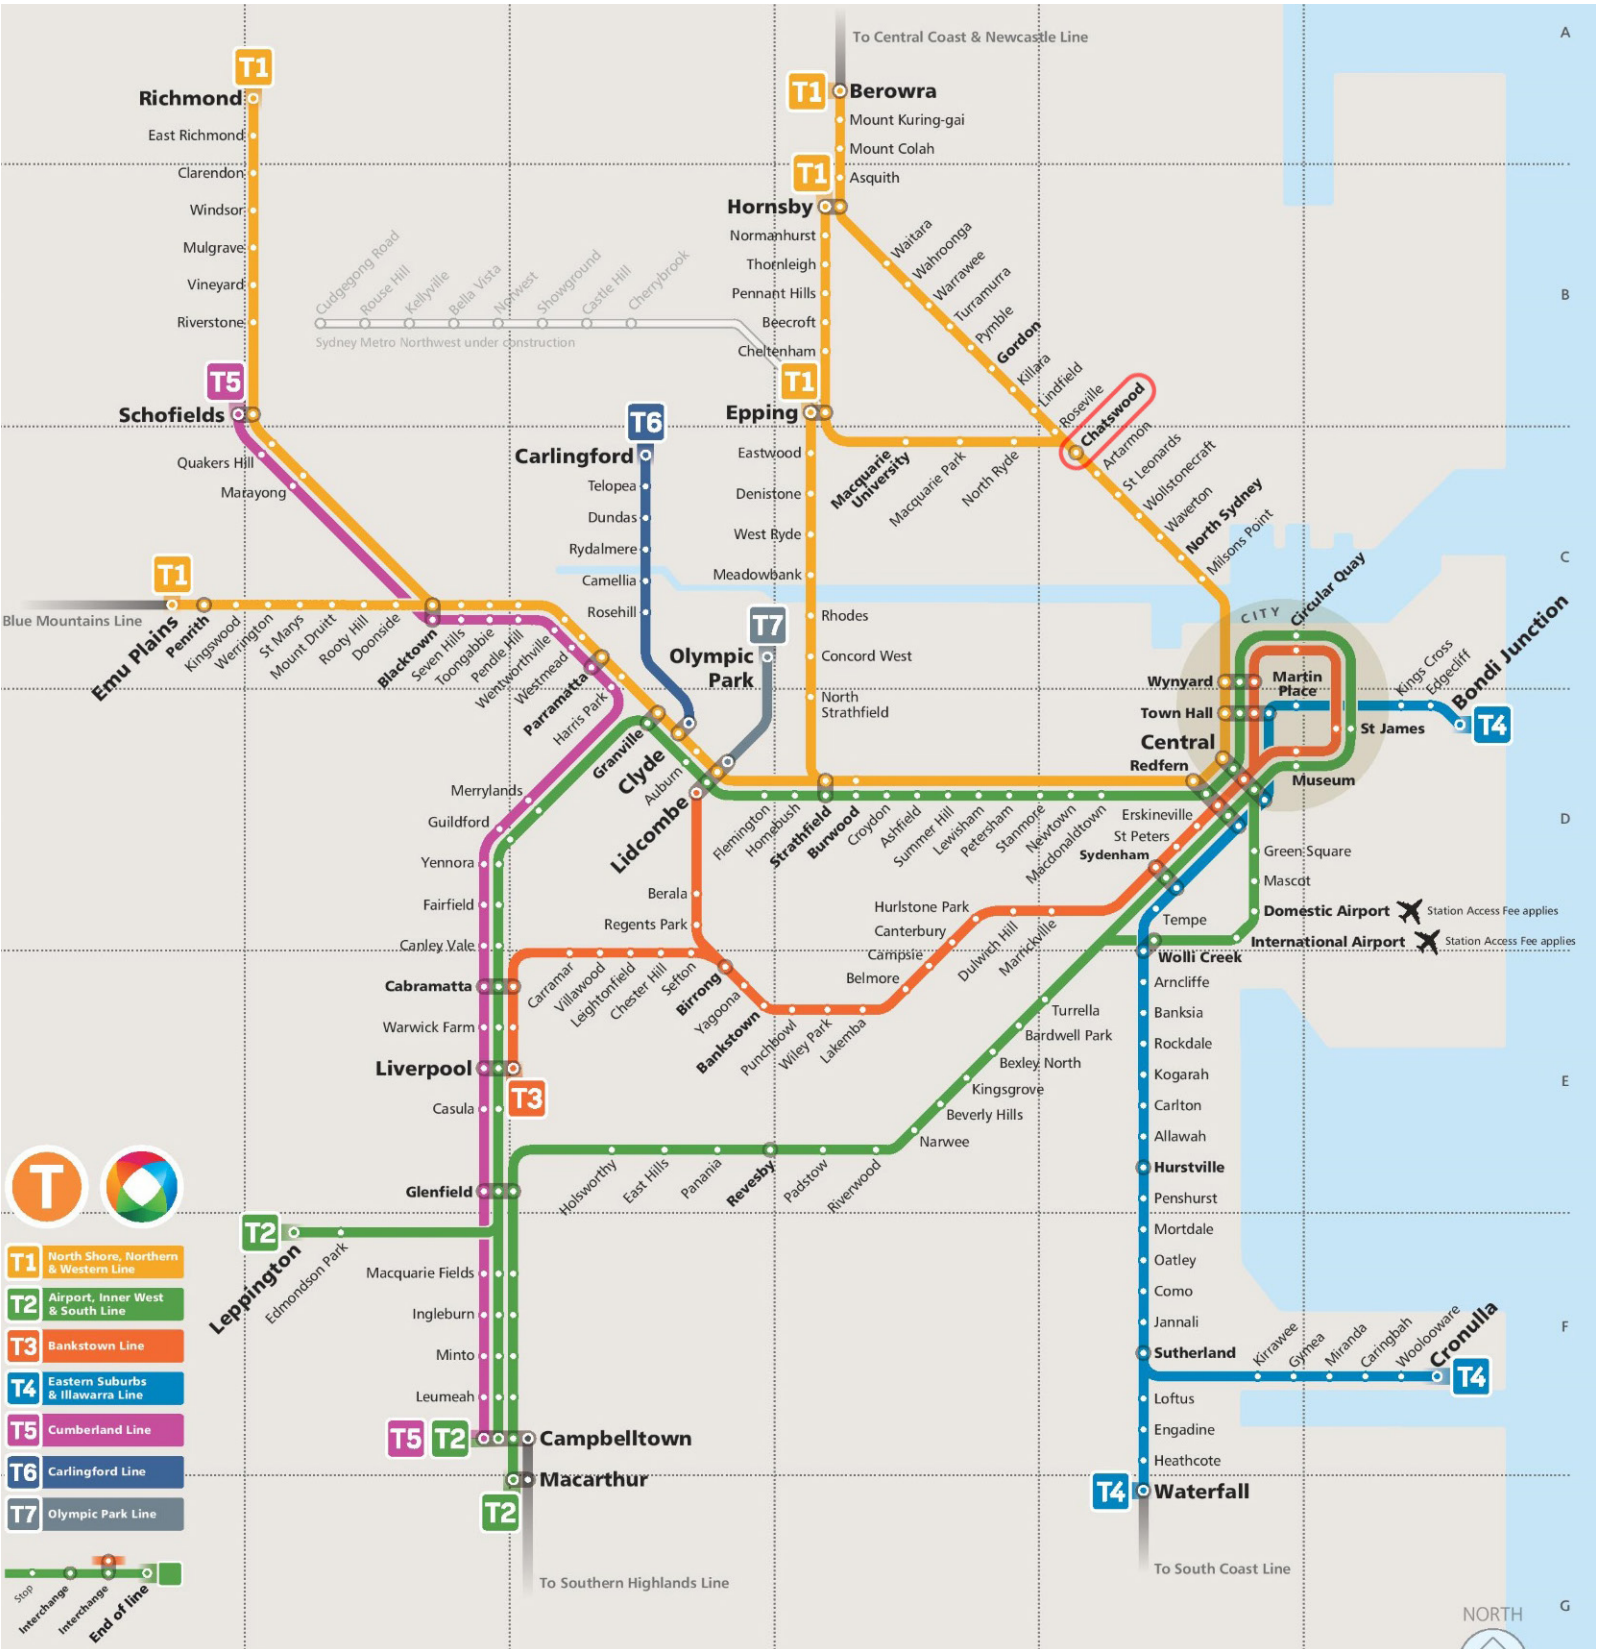 To Central Coast & Newcastle Line
A
T1
Richmond
East Richmond
Clarendon
Windsor
Mulgrave
Vineyard
Riverstone
T5
Schofields
Quakers Hill
Marayong
T1
Berowra
Mount Kuring-gai
Mount Colah
Asquith
T1
Hornsby
Normanhurst
Thornleigh
Pennant Hills
Beecroft
Cheltenham
T1
Epping
Waitara
Wahroonga
Warrawee
Turramurra
Pymble
Gordon
Killara
Lindfield
Roseville
Chatswood
Artarmon
St Leonards
Wollstonecraft
Waverton
North Sydney
Milsons Point
B
Cudgegong Road
Rouse Hill
Kellyville
Bella Vista
Norwest
Showground
Castle Hill
Cherrybrook
Sydney Metro Northwest under construction
Macquarie
University
Macquarie Park
North Ryde
Eastwood
Denistone
West Ryde
Meadowbank
Rhodes
Concord West
North
Strathfield
T6
Carlingford
Telopea
Dundas
Rydalmere
Camellia
Rosehill
T7
Olympic
Park
C
T1
Blue Mountains Line
Emu Plains
Penrith
Kingswood
Werrington
St Marys
Mount Druitt
Rooty Hill
Doonside
Blacktown
Seven Hills
Toongabbie
Pendle Hill
Wentworthville
Westmead
Parramatta
Harris Park
Granville
Clyde
Auburn
Lidcombe
Flemington
Homebush
Strathfield
Burwood
Croydon
Ashfield
Summer Hill
Lewisham
Petersham
Stanmore
Newtown
Macdonaldtown
CITY
Circular Quay
Wynyard
Martin
Place
Town Hall
Central
Redfern
St James
Museum
Kings Cross
Edgecliff
Bondi Junction
T4
D
Erskineville
St Peters
Sydenham
Green Square
Mascot
Domestic Airport
Station Access Fee applies
International Airport
Station Access Fee applies
Tempe
Wolli Creek
Merrylands
Guildford
Yennora
Fairfield
Canley Vale
Cabramatta
Warwick Farm
Liverpool
Casula
T3
Glenfield
Berala
Regents Park
Carramar
Villawood
Leightonfield
Chester Hill
Sefton
Birrong
Yagoona
Bankstown
Punchbowl
Wiley Park
Lakemba
Belmore
Campsie
Canterbury
Hurlstone Park
Dulwich Hill
Marrickville
Turrella
Bardwell Park
Bexley North
Kingsgrove
Beverly Hills
Narwee
Riverwood
Padstow
Revesby
Panania
East Hills
Holsworthy
Arncliffe
Banksia
Rockdale
Kogarah
Carlton
Allawah
Hurstville
Penshurst
Mortdale
Oatley
Como
Jannali
Sutherland
E
Kirrawee
Gymea
Miranda
Caringbah
Woolooware
Cronulla
T4
F
Loftus
Engadine
Heathcote
T4
Waterfall
To South Coast Line
T2
Leppington
Edmondson Park
Macquarie Fields
Ingleburn
Minto
Leumeah
T5
T2
Campbelltown
Macarthur
T2
To Southern Highlands Line
T
T1 North Shore, Northern
& Western Line
T2 Airport, Inner West
& South Line
T3 Bankstown Line
T4 Eastern Suburbs
& Illawarra Line
T5 Cumberland Line
T6 Carlingford Line
T7 Olympic Park Line
Stop
Interchange
Interchange
End of line
NORTH
G